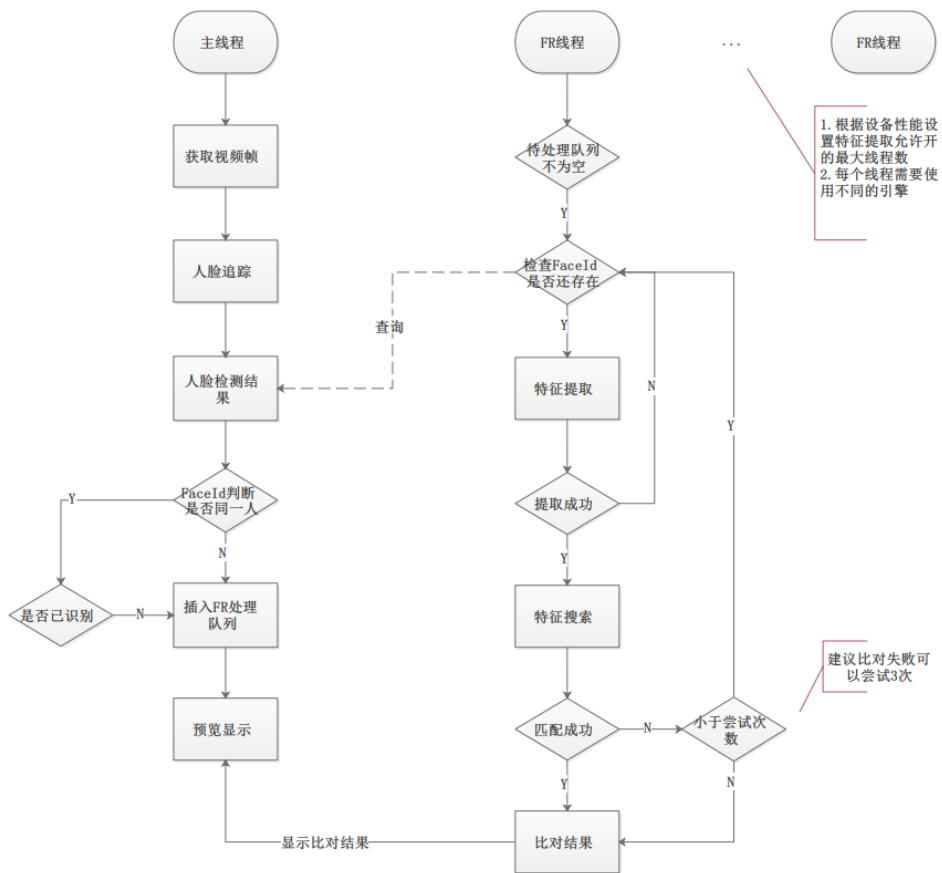 主线程
FR线程
...
FR线程
获取视频帧
待处理队列
不为空
1.根据设备性能设
置特征提取允许开
的最大线程数
2.每个线程需要使
用不同的引擎
Y
人脸追踪
检查FaceId
是否还存在
查询
Y
人脸检测结
果
特征提取
N
Y
FaceId判断
是否同一人
Y
提取成功
N
Y
是否已识别
N
插入FR处理
队列
特征搜索
建议比对失败可
以尝试3次
预览显示
匹配成功
N
小于尝试次
数
Y
N
显示比对结果
比对结果